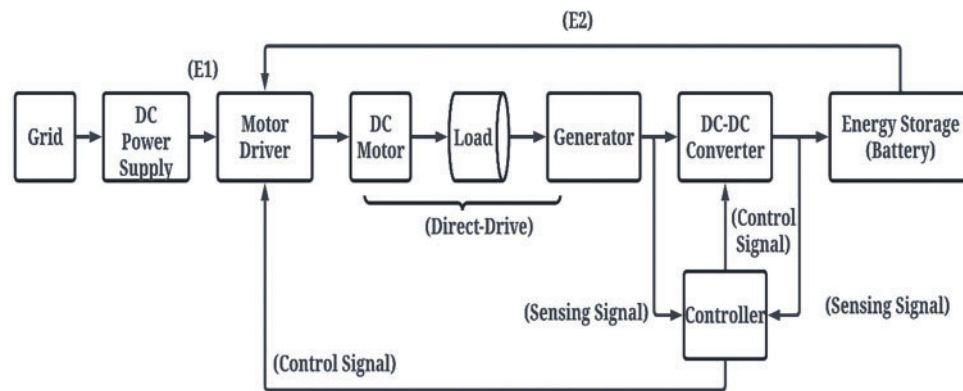 (E2)
(E1)
Grid
DC
Power
Supply
Motor
Driver
DC
Motor
Load
Generator
DC-DC
Converter
Energy Storage
(Battery)
(Direct-Drive)
(Control
Signal)
(Sensing Signal)
Controller
(Sensing Signal)
(Control Signal)